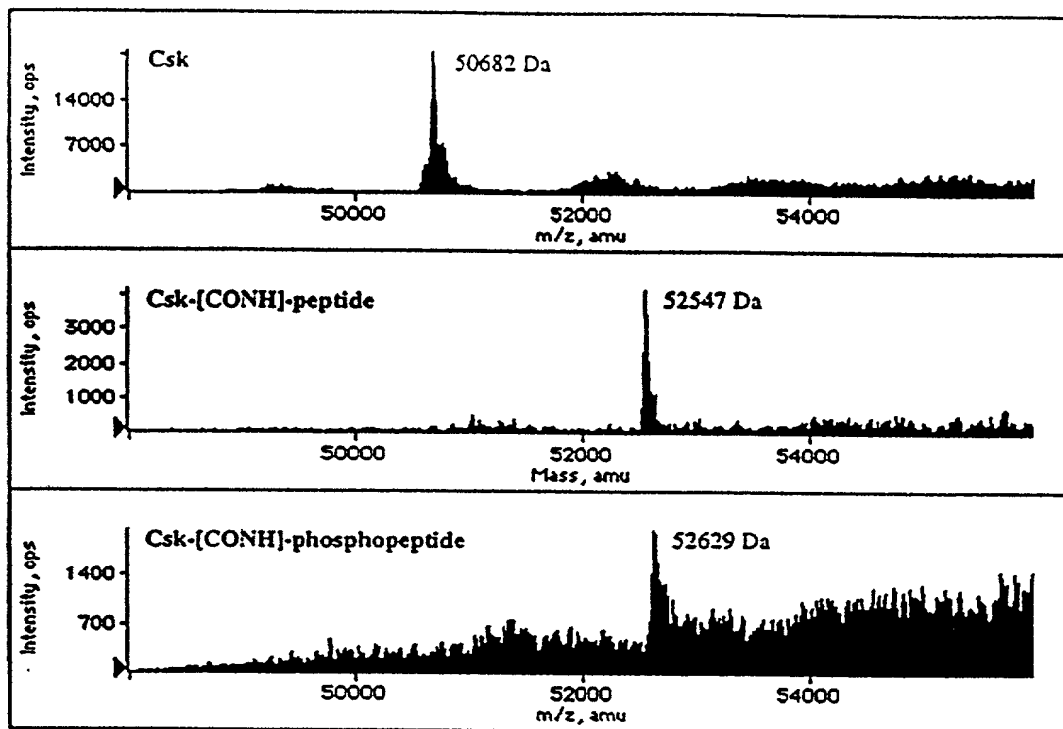 Csk
50682 Da
Intensity, cps
14000
7000
50000
52000
54000
m/z, amu
Csk-[CONH]-peptide
52547 Da
Intensity, cps
3000
2000
1000
50000
52000
54000
Mass, amu
Csk-[CONH]-phosphopeptide
52629 Da
Intensity, cps
1400
700
50000
52000
54000
m/z, amu